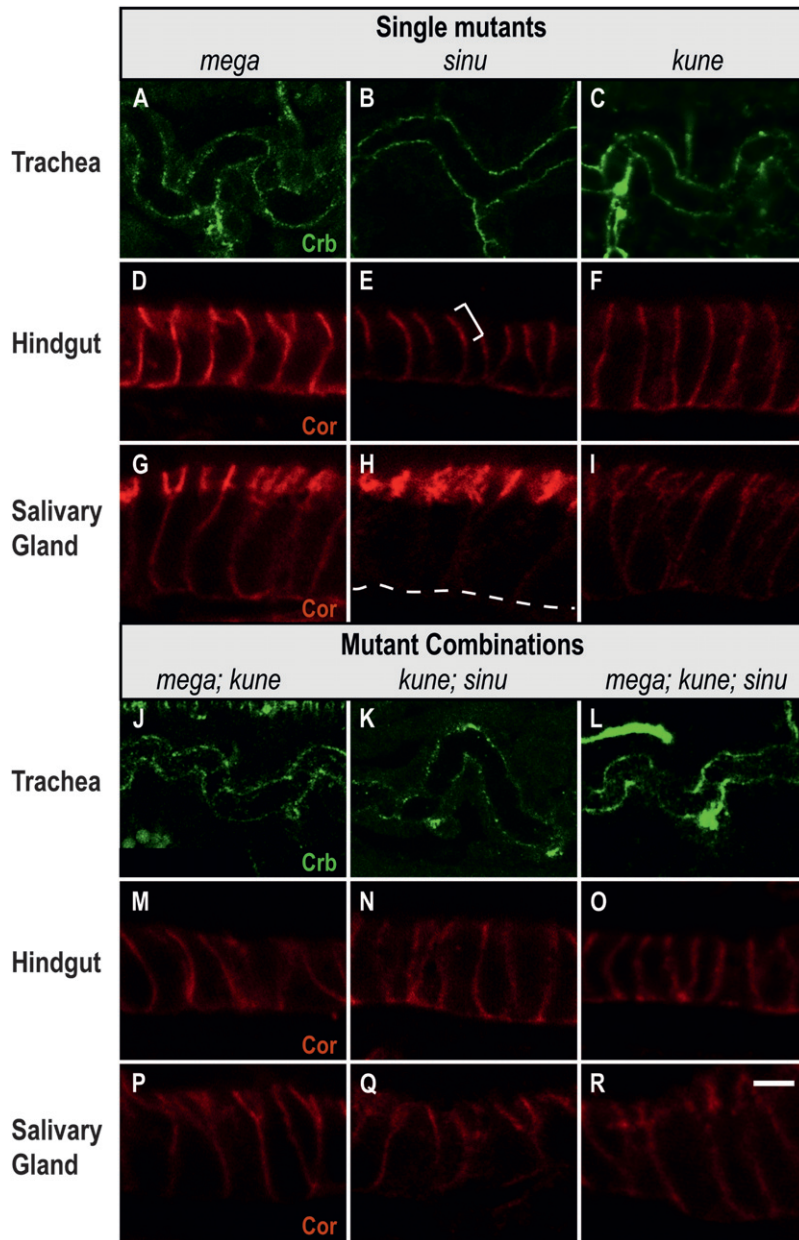 Single mutants
mega sinu kune
Trachea
A B C
Crb
Hindgut
D E F
Cor
Salivary
Gland
G H I
Cor
Mutant Combinations
mega; kune kune; sinu mega; kune; sinu
Trachea
J K L
Crb
Hindgut
M N O
Cor
Salivary
Gland
P Q R
Cor